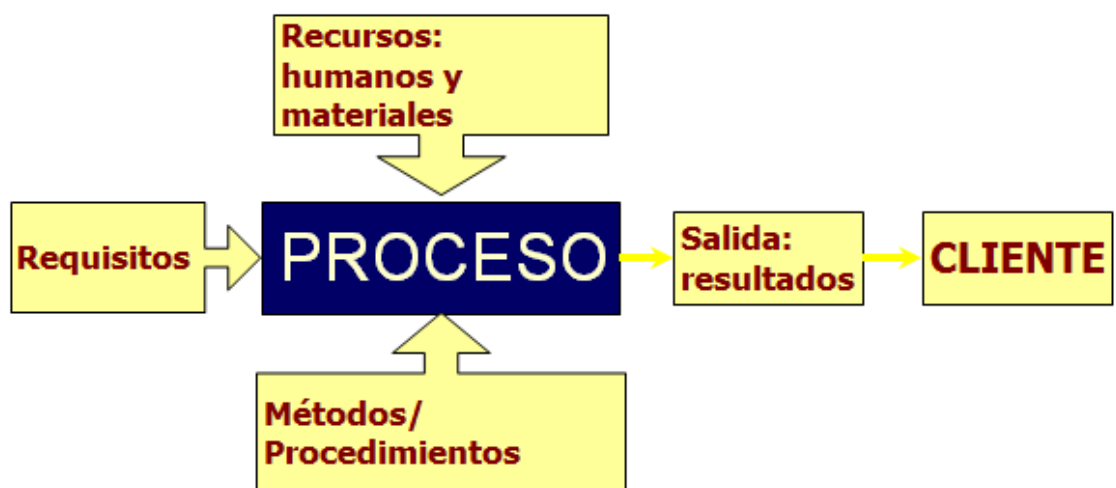 Recursos:
humanos y
materiales
Requisitos
PROCESO
Salida:
resultados
CLIENTE
Métodos/
Procedimientos